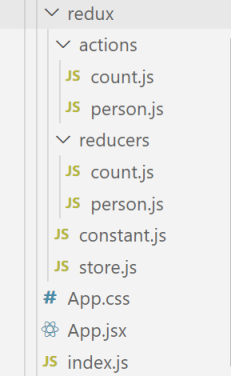 redux
actions
JS count.js
JS person.js
reducers
JS count.js
JS person.js
JS constant.js
JS store.js
# App.css
App.jsx
JS index.js